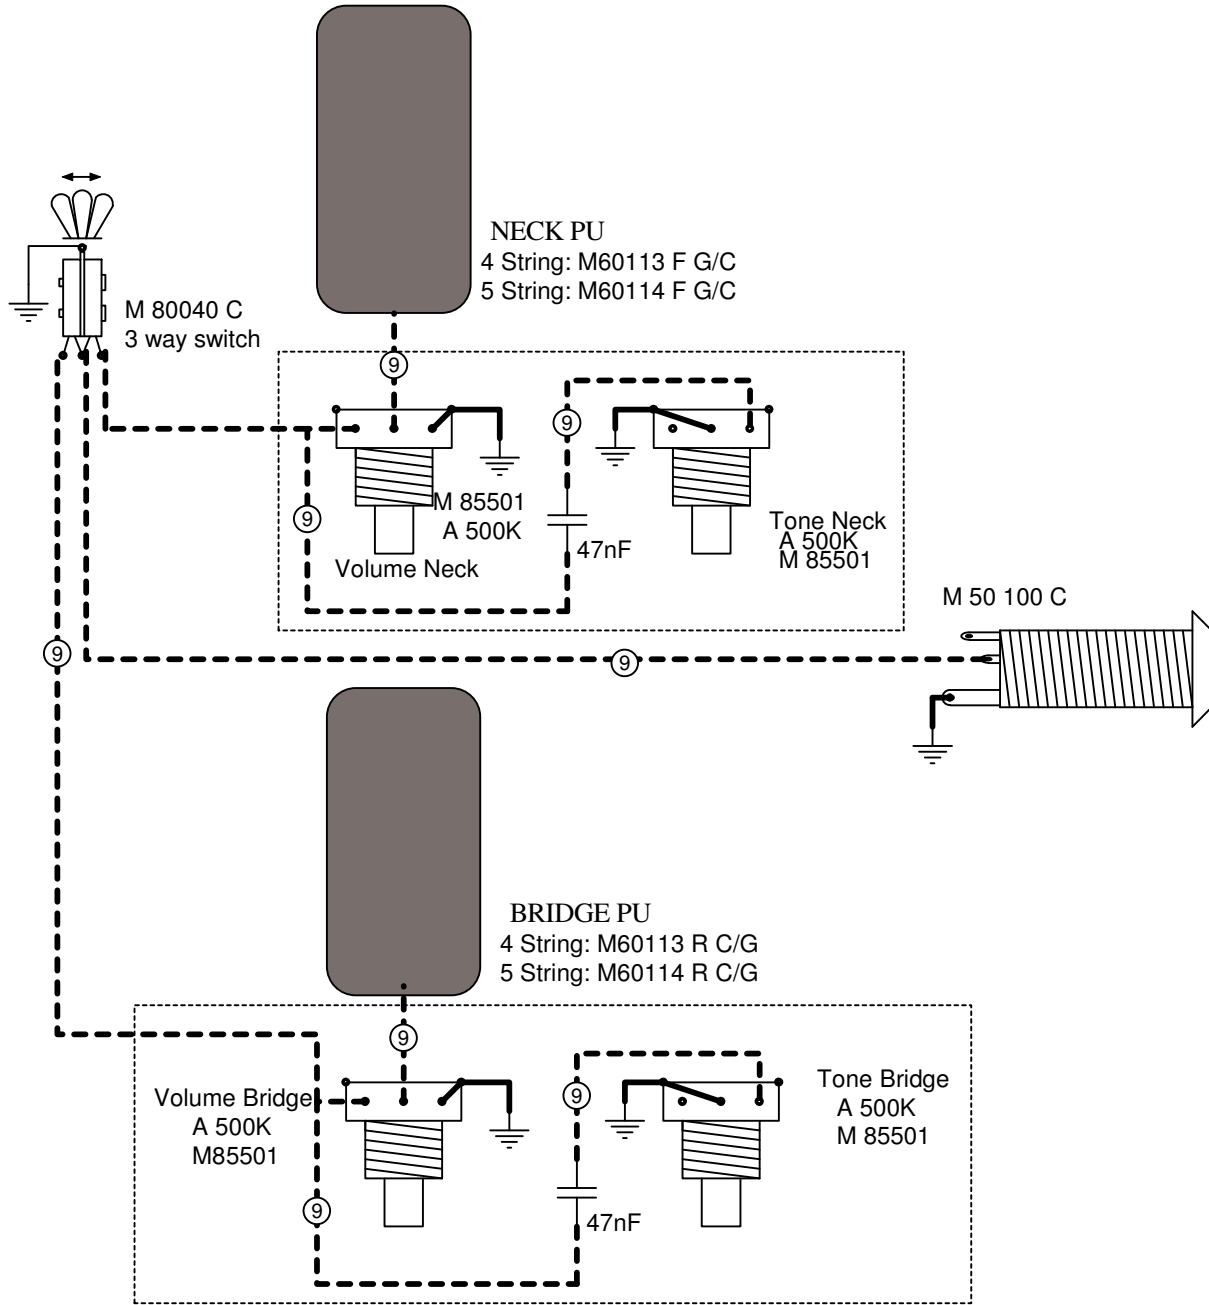 NECK PU
4 String: M60113 F G/C
5 String: M60114 F G/C
M 80040 C
3 way switch
9
9
9
M 85501
A 500K
Volume Neck
47nF
Tone Neck
A 500K
M 85501
M 50 100 C
9
9
BRIDGE PU
4 String: M60113 R C/G
5 String: M60114 R C/G
9
Volume Bridge
A 500K
M85501
9
9
47nF
Tone Bridge
A 500K
M 85501